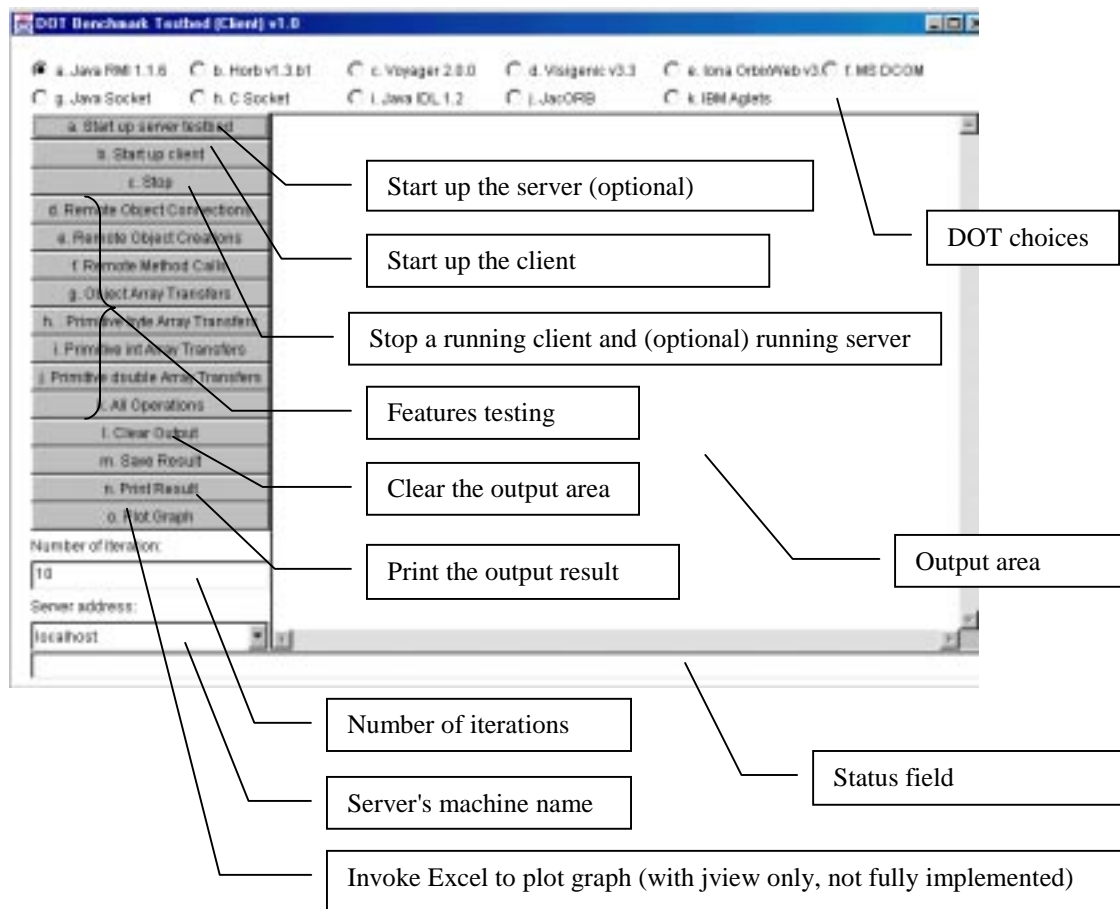 DOT Benchmark Testbed (Client) v1.0
a. Java RMI 1.1.6 b. Horb v1.3.b1 c. Voyager 2.0.0 d. Visigenic v3.3 e. Iona OrbixWeb v3. f. MS DCOM
g. Java Socket h. C Socket i. Java IDL 1.2 j. JacORB k. IBM Aglets
a. Start up server testbed
b. Start up client
c. Stop
d. Remote Object Connections
e. Remote Object Creations
f. Remote Method Calls
g. Object Array Transfers
h. Primitive byte Array Transfers
i. Primitive int Array Transfers
j. Primitive double Array Transfers
k. All Operations
l. Clear Output
m. Save Result
n. Print Result
o. Plot Graph
Number of iteration:
10
Server address:
localhost
Start up the server (optional)
DOT choices
Start up the client
Stop a running client and (optional) running server
Features testing
Clear the output area
Output area
Print the output result
Number of iterations
Status field
Server's machine name
Invoke Excel to plot graph (with jview only, not fully implemented)